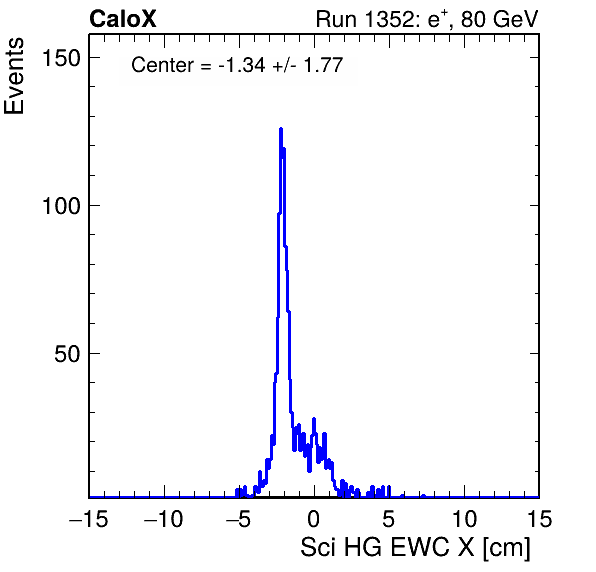 CaloX Run 1352: e+, 80 GeV
Center = -1.34 +/- 1.77
Events
150
100
50
−15 −10 −5 0 5 10 15
Sci HG EWC X [cm]